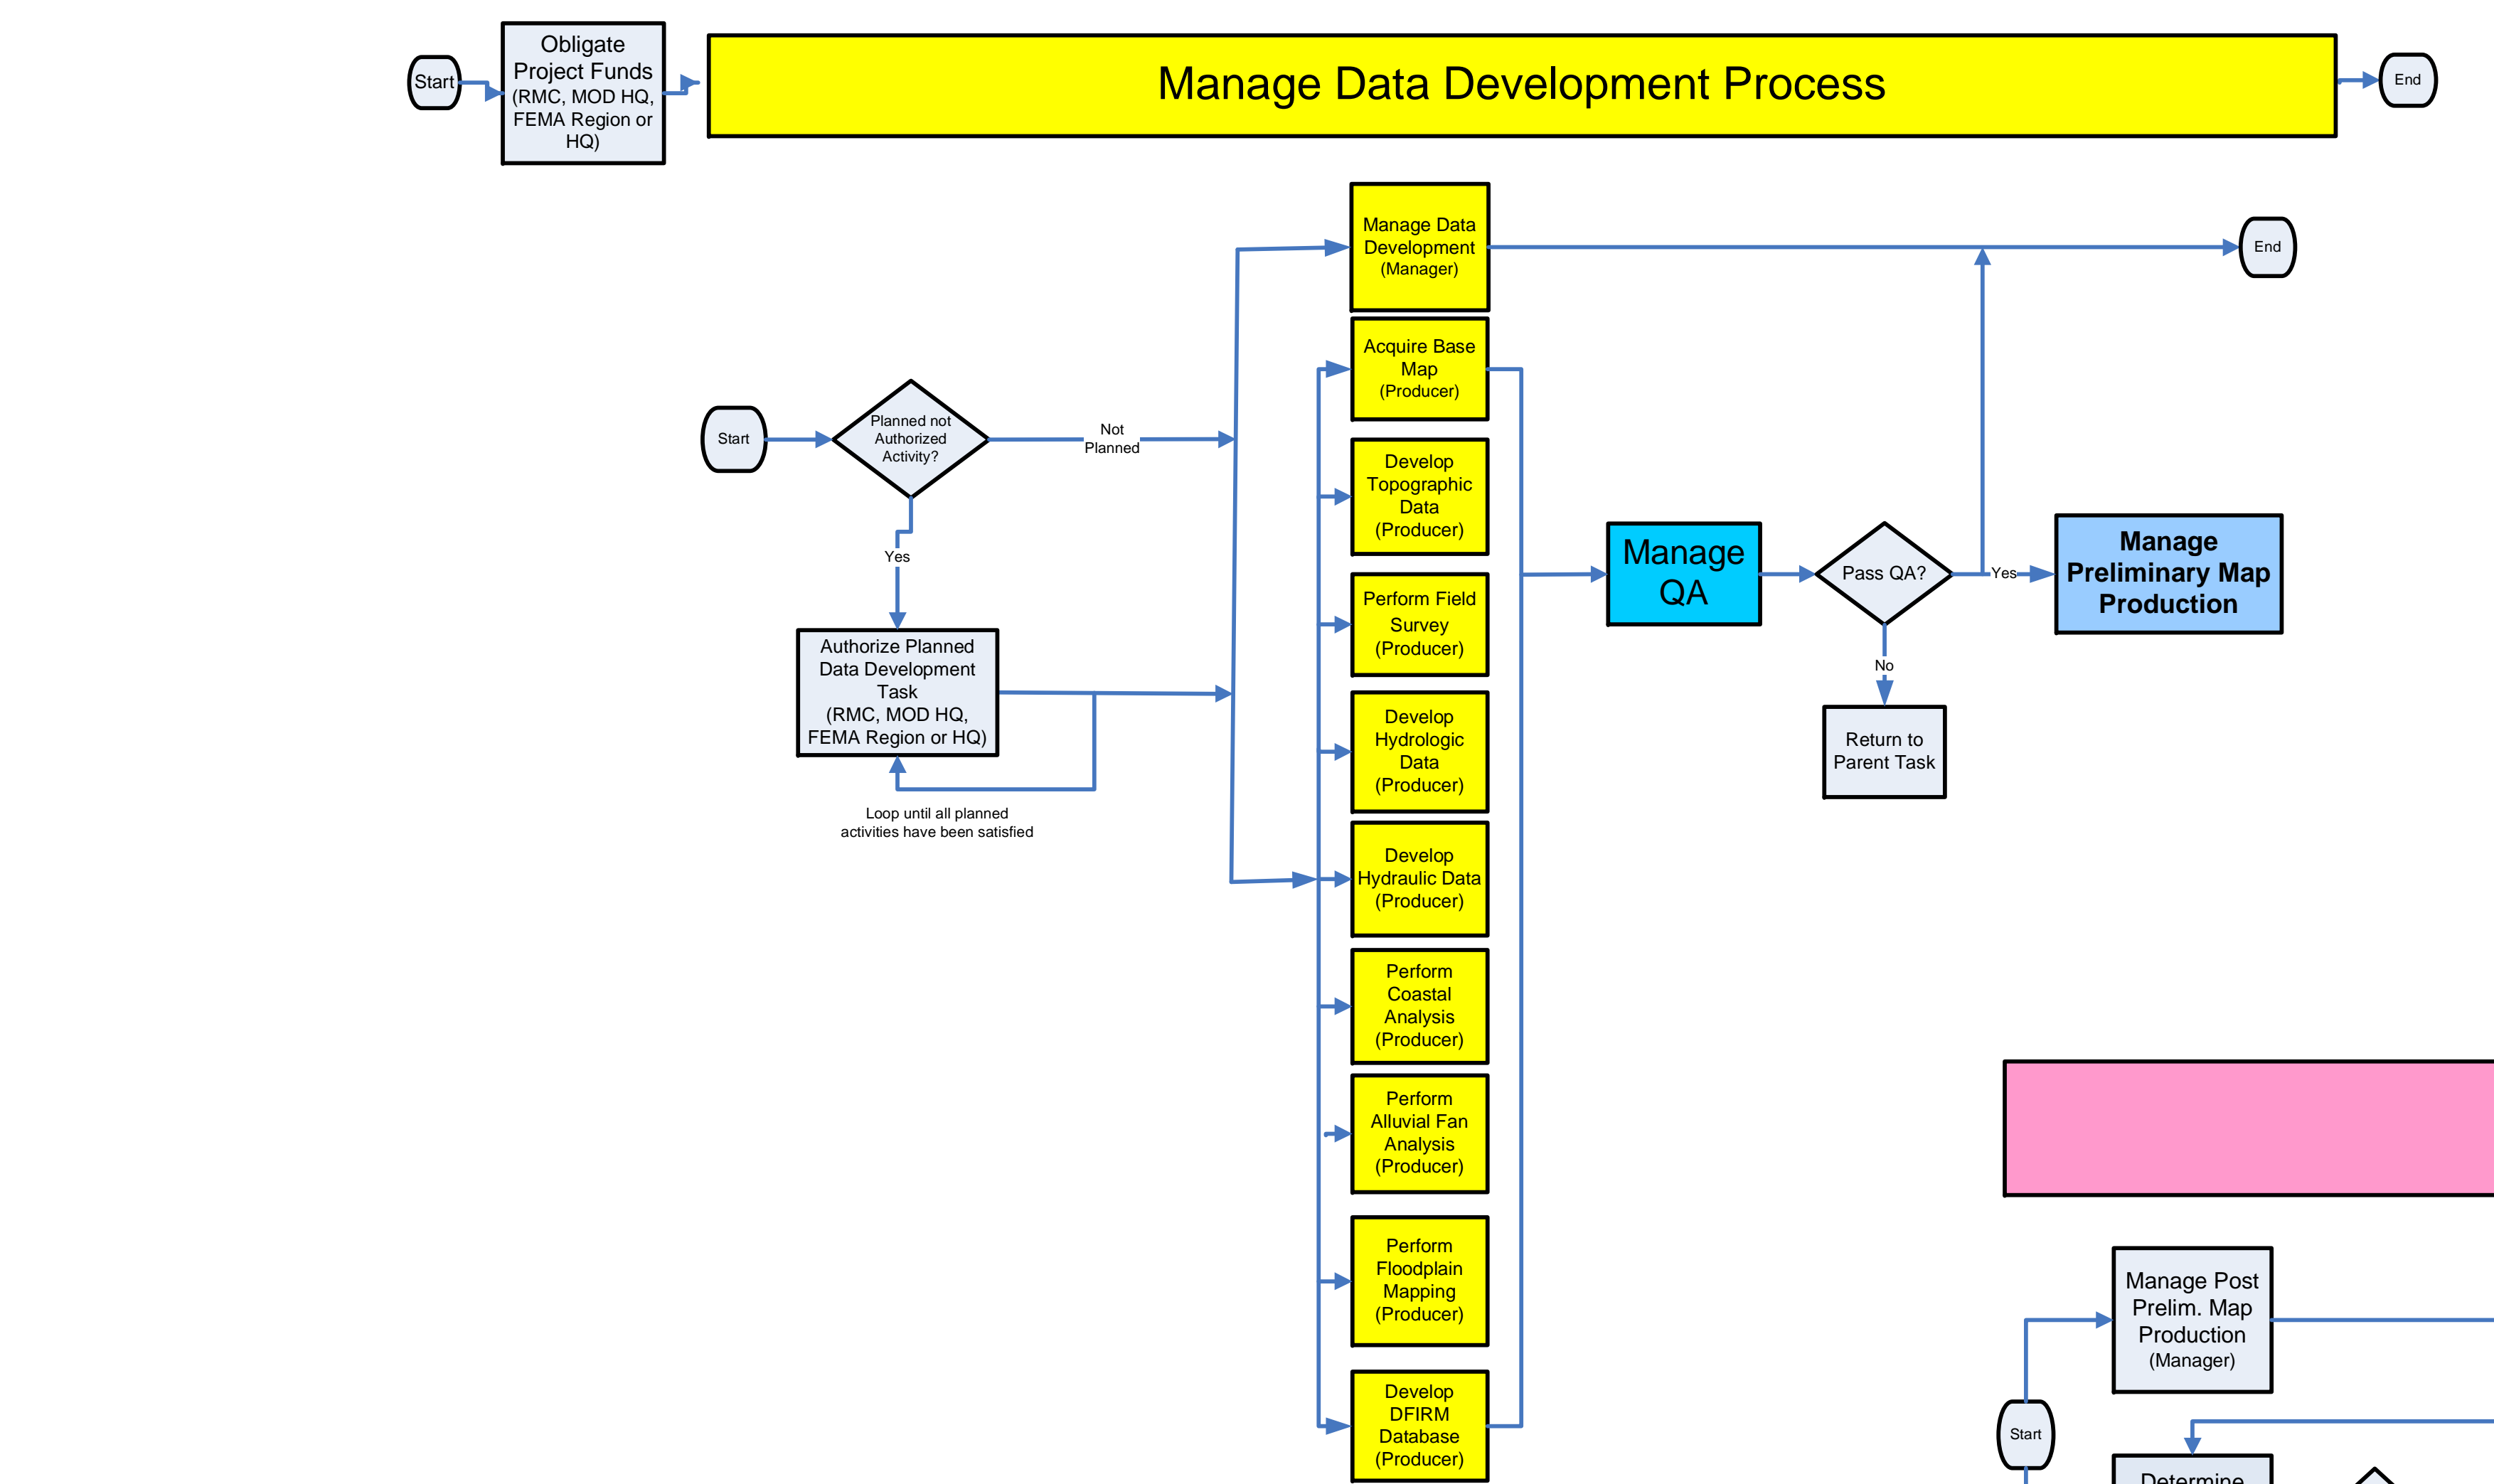 Start
Obligate
Project Funds
(RMC, MOD HQ,
FEMA Region or
HQ)
Manage Data Development Process
End
Manage Data
Development
(Manager)
End
Acquire Base
Map
(Producer)
Start
Planned not
Authorized
Activity?
Not
Planned
Yes
Develop
Topographic
Data
(Producer)
Manage
QA
Pass QA?
Yes
Manage
Preliminary Map
Production
No
Return to
Parent Task
Perform Field
Survey
(Producer)
Authorize Planned
Data Development
Task
(RMC, MOD HQ,
FEMA Region or HQ)
Loop until all planned
activities have been satisfied
Develop
Hydrologic
Data
(Producer)
Develop
Hydraulic Data
(Producer)
Perform
Coastal
Analysis
(Producer)
Perform
Alluvial Fan
Analysis
(Producer)
Perform
Floodplain
Mapping
(Producer)
Develop
DFIRM
Database
(Producer)
Manage Post
Prelim. Map
Production
(Manager)
Start
Determine